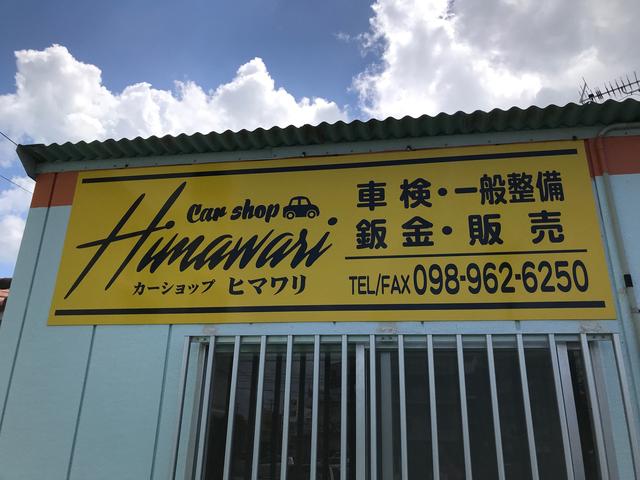 Car shop
Himawari
カーショップ ヒマワリ
車検・一般整備
鈑金・販売
TEL/FAX 098-962-6250